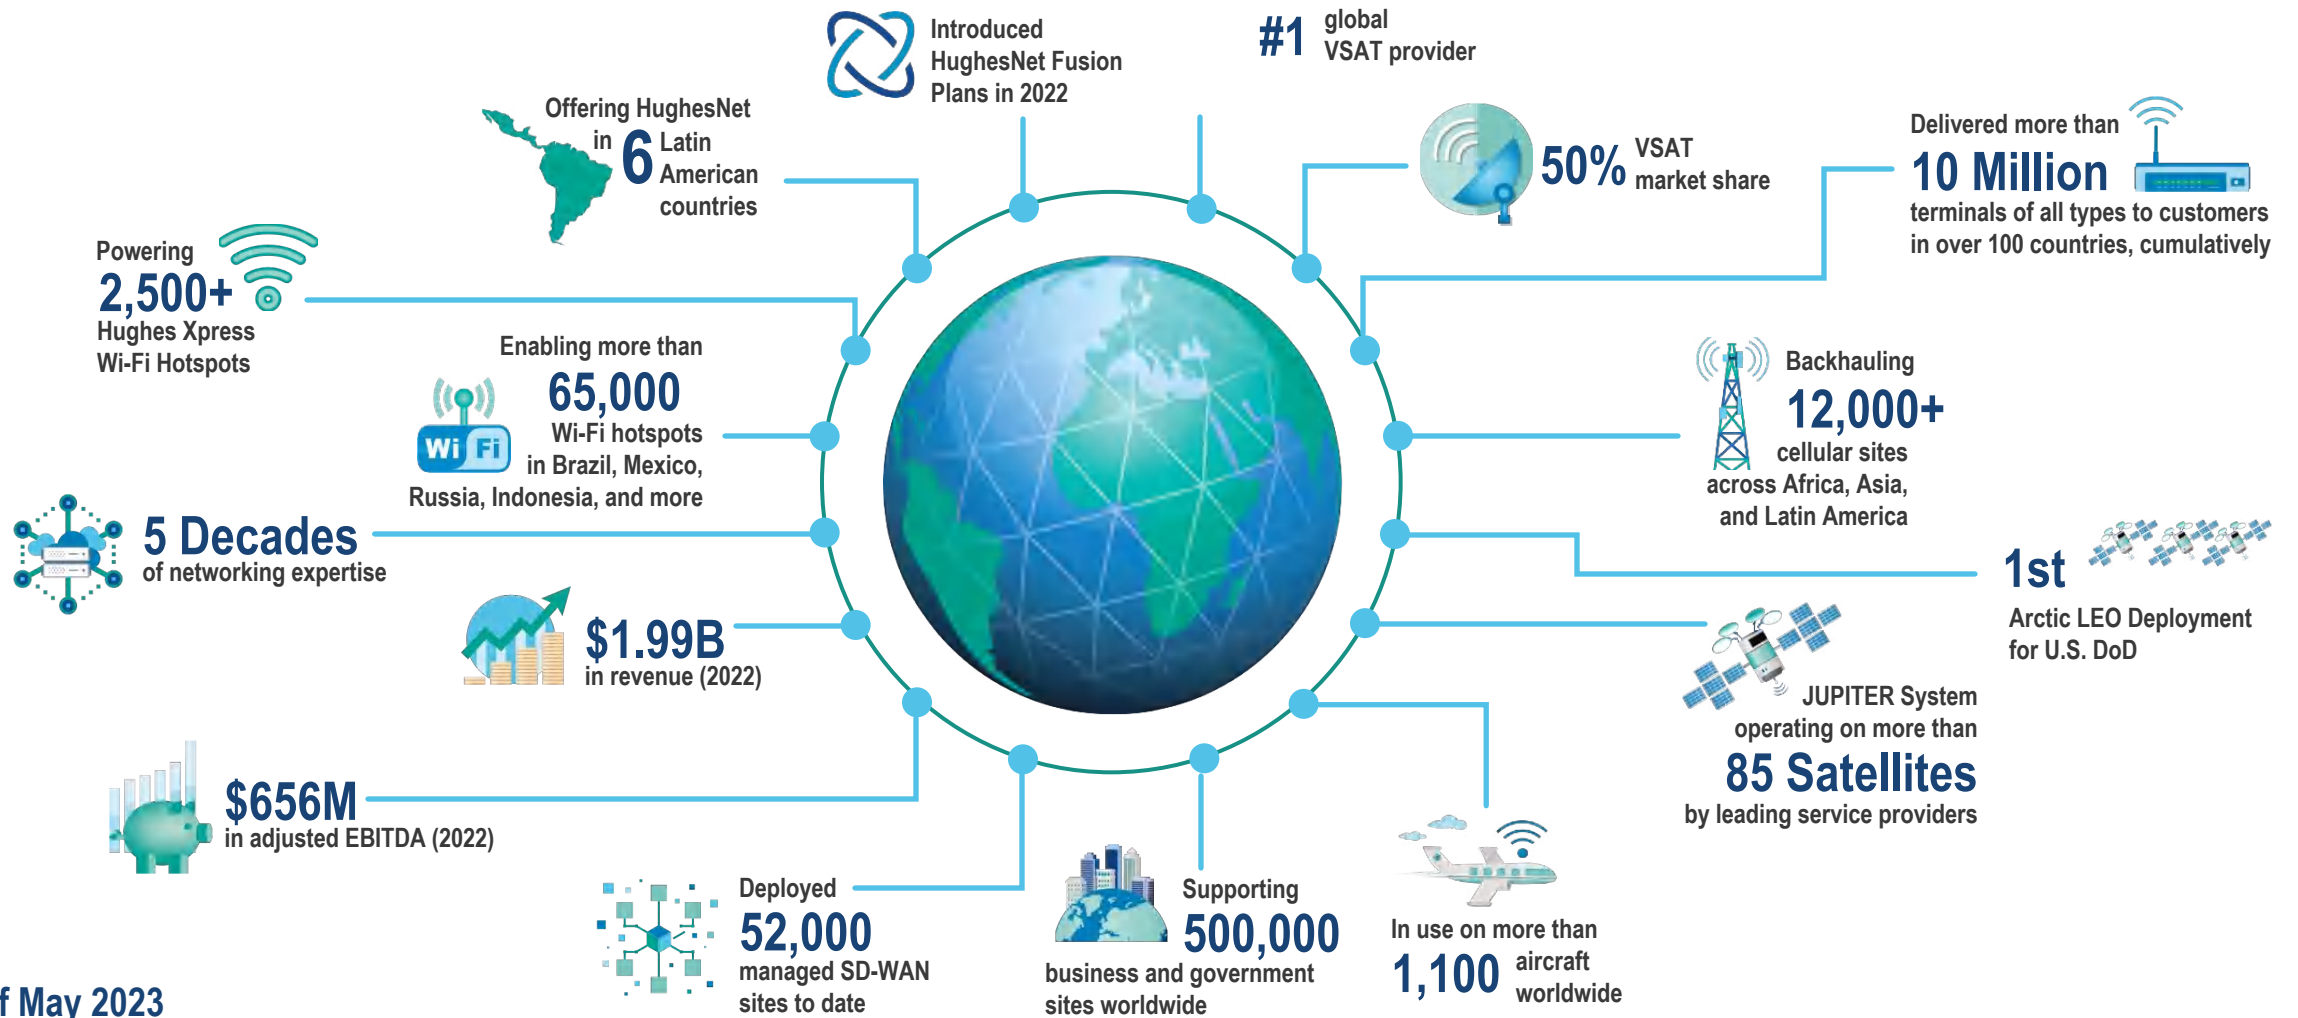 Introduced
HughesNet Fusion
Plans in 2022
#1 global
VSAT provider
Offering HughesNet
in 6 Latin
American
countries
50% VSAT
market share
Delivered more than
10 Million
terminals of all types to customers
in over 100 countries, cumulatively
Powering
2,500+
Hughes Xpress
Wi-Fi Hotspots
Enabling more than
65,000
Wi-Fi hotspots
in Brazil, Mexico,
Russia, Indonesia, and more
Wi Fi
Backhauling
12,000+
cellular sites
across Africa, Asia,
and Latin America
5 Decades
of networking expertise
1st
Arctic LEO Deployment
for U.S. DoD
$1.99B
in revenue (2022)
JUPITER System
operating on more than
85 Satellites
by leading service providers
$656M
in adjusted EBITDA (2022)
Deployed
52,000
managed SD-WAN
sites to date
Supporting
500,000
business and government
sites worldwide
In use on more than
1,100 aircraft
worldwide
f May 2023